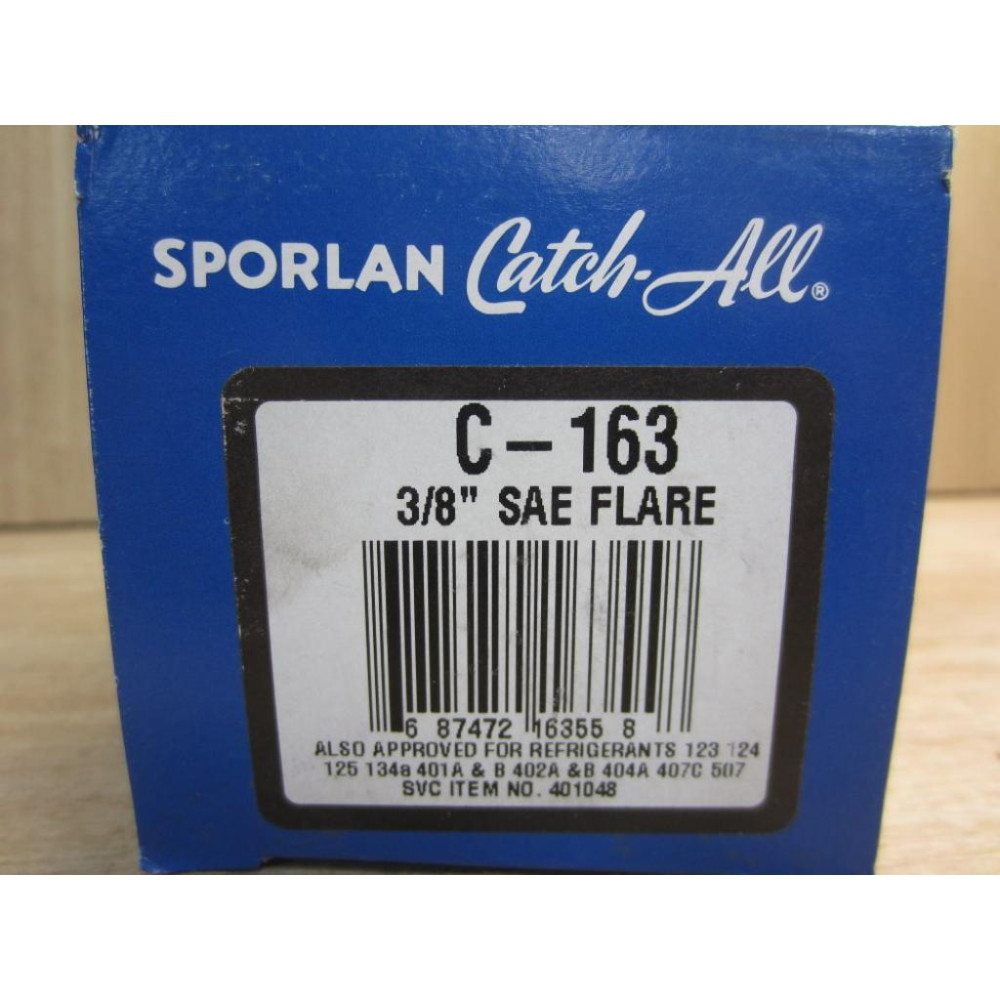 SPORLAN Catch-All®
C-163
3/8" SAE FLARE
6 87472 16355 8
ALSO APPROVED FOR REFRIGERANTS 123 124
125 134a 401A & B 402A &B 404A 407C 507
SVC ITEM NO. 401048